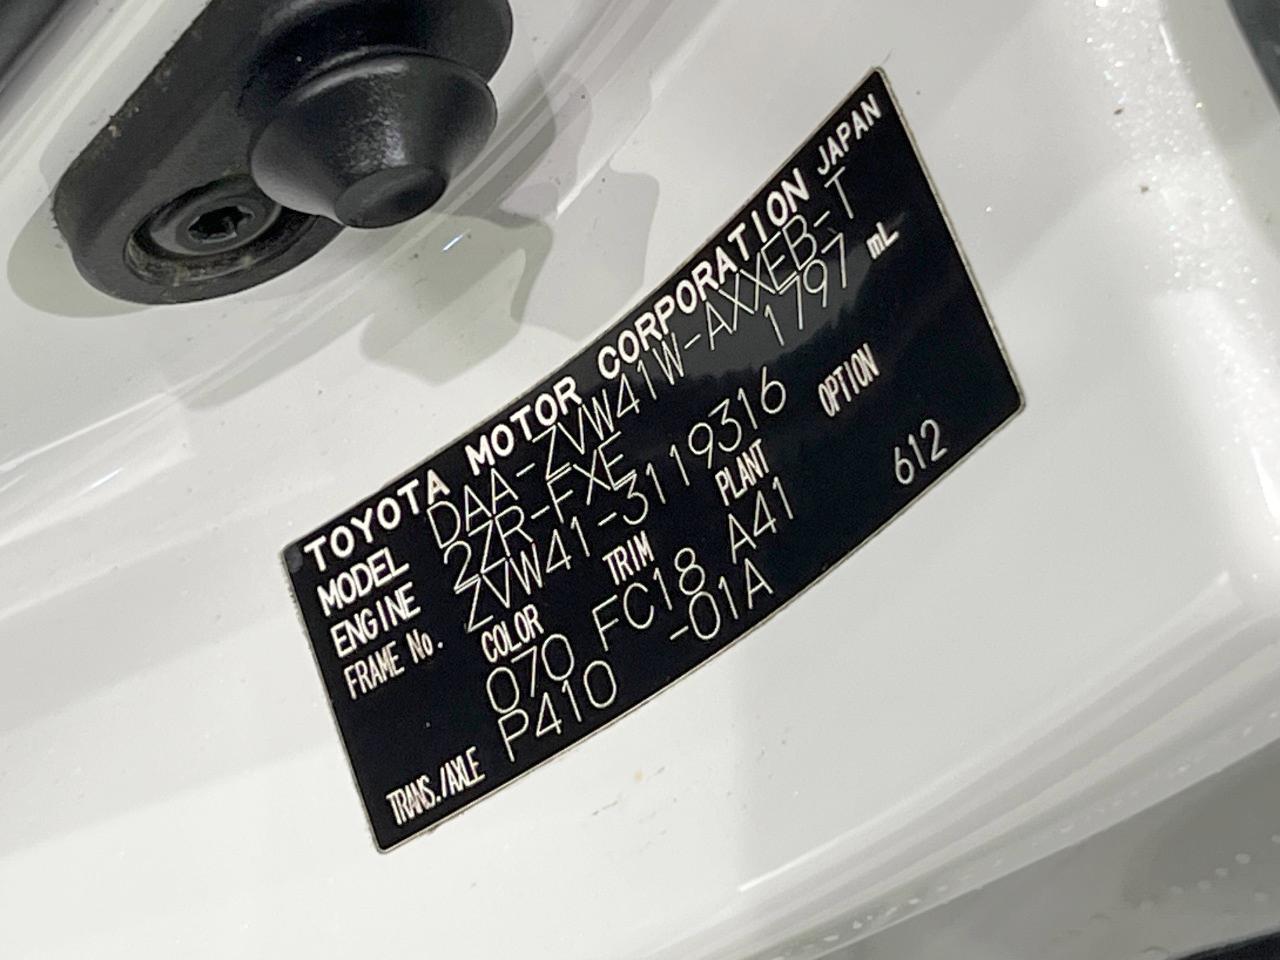 TOYOTA MOTOR CORPORATION JAPAN
MODEL DAA-ZVW41W-AXXEB-T
ENGINE 2ZR-FXE 1797 mL
FRAME No. ZVW41-3119316
COLOR TRIM PLANT OPTION
070 FC18 A41 612
TRANS./AXLE P410 -01A